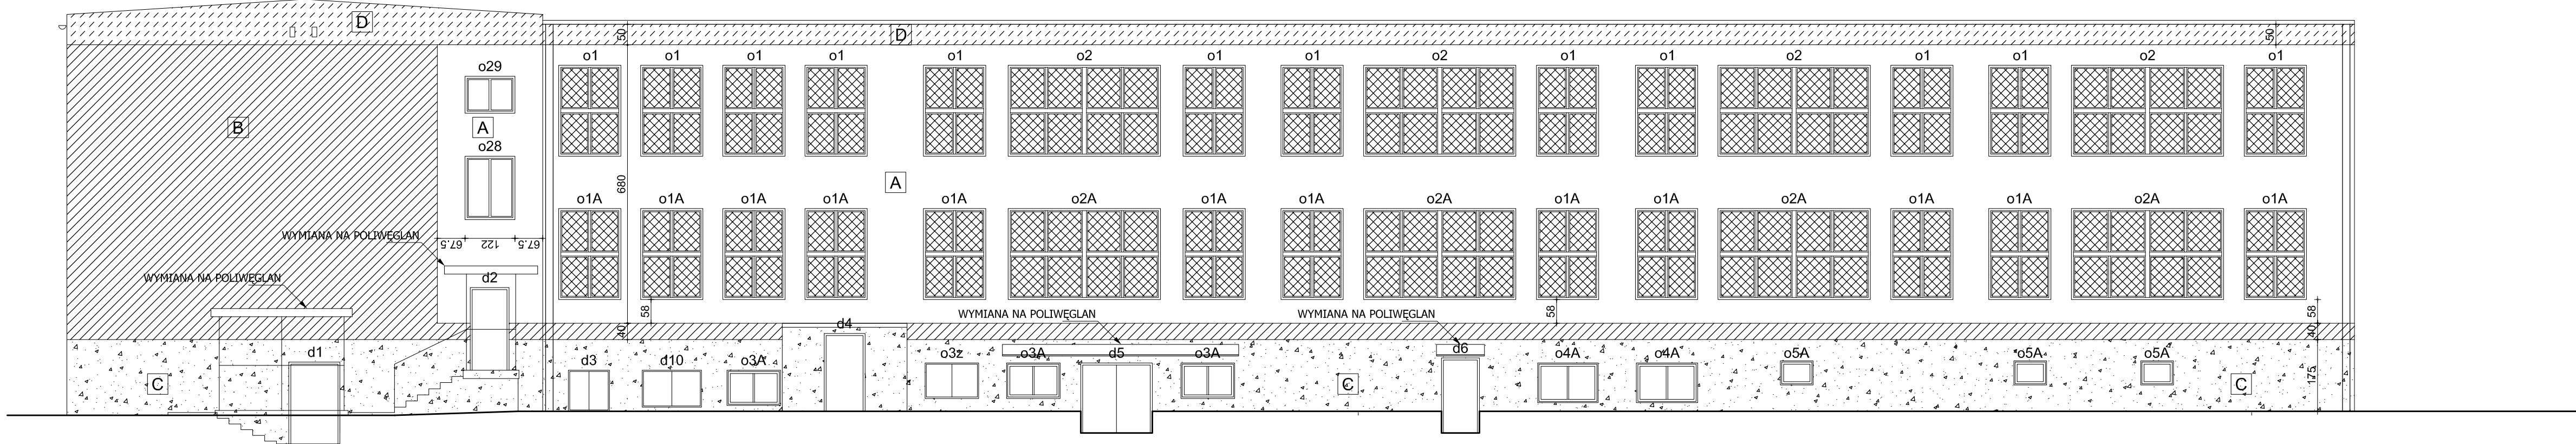 D
50
D
50
o29
o1 o1 o1 o1 o1 o2 o1 o1 o2 o1 o1 o2 o1 o1 o2 o1
B
A
o28
680
A
o1A o1A o1A o1A o1A o2A o1A o1A o2A o1A o1A o2A o1A o1A o2A o1A
WYMIANA NA POLIWĘGLAN
67.5 122 67.5
WYMIANA NA POLIWĘGLAN
d2
58
58
58
WYMIANA NA POLIWĘGLAN
WYMIANA NA POLIWĘGLAN
40
d4
40
d1
d3 d10 o3A
o3z o3A d5 o3A
d6
o4A o4A o5A o5A o5A
C
C
C
175